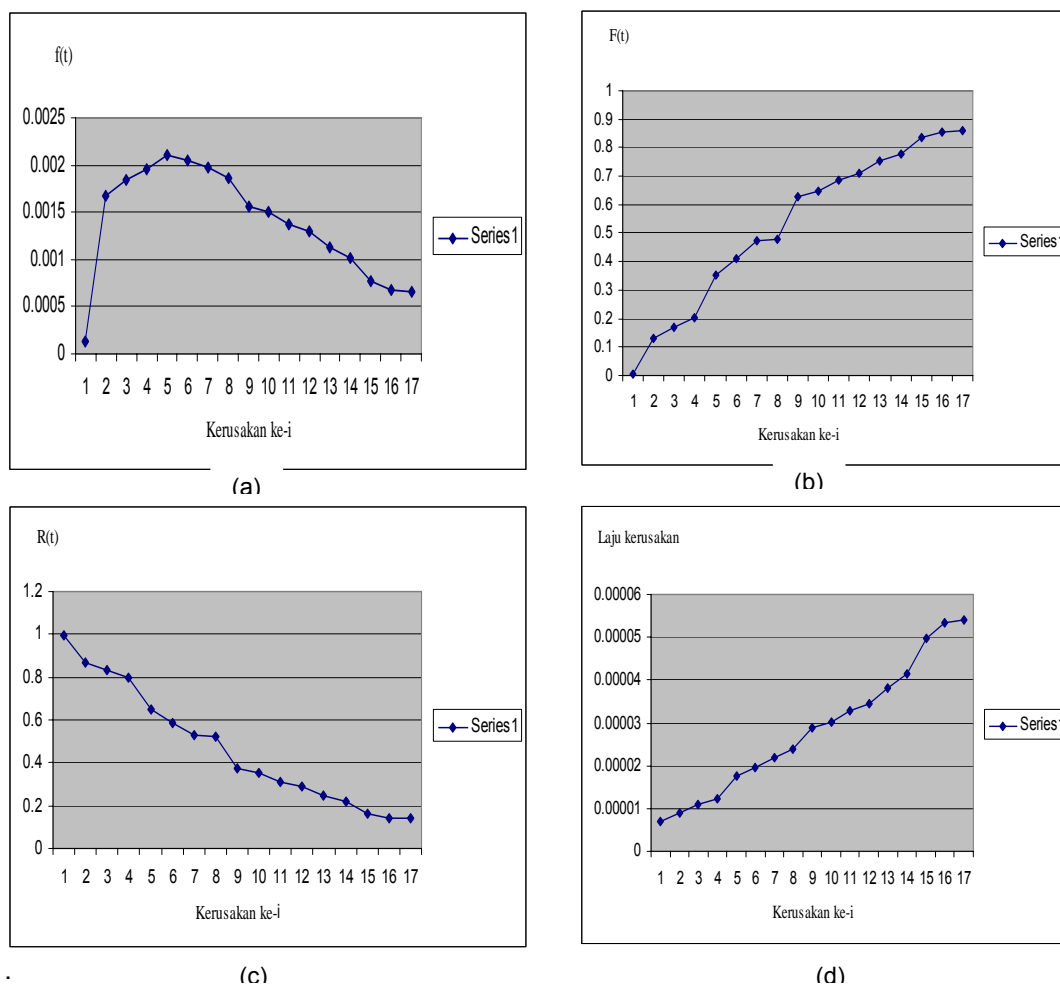 f(t)
0.0025
0.002
0.0015
0.001
0.0005
0
1 2 3 4 5 6 7 8 9 10 11 12 13 14 15 16 17
Kerusakan ke-i
Series1
(a)
F(t)
1
0.9
0.8
0.7
0.6
0.5
0.4
0.3
0.2
0.1
0
1 2 3 4 5 6 7 8 9 10 11 12 13 14 15 16 17
Kerusakan ke-i
Series1
(b)
R(t)
1.2
1
0.8
0.6
0.4
0.2
0
1 2 3 4 5 6 7 8 9 10 11 12 13 14 15 16 17
Kerusakan ke-i
Series1
. (c)
Laju kerusakan
0.00006
0.00005
0.00004
0.00003
0.00002
0.00001
0
1 2 3 4 5 6 7 8 9 10 11 12 13 14 15 16 17
Kerusakan ke-i
Series1
(d)